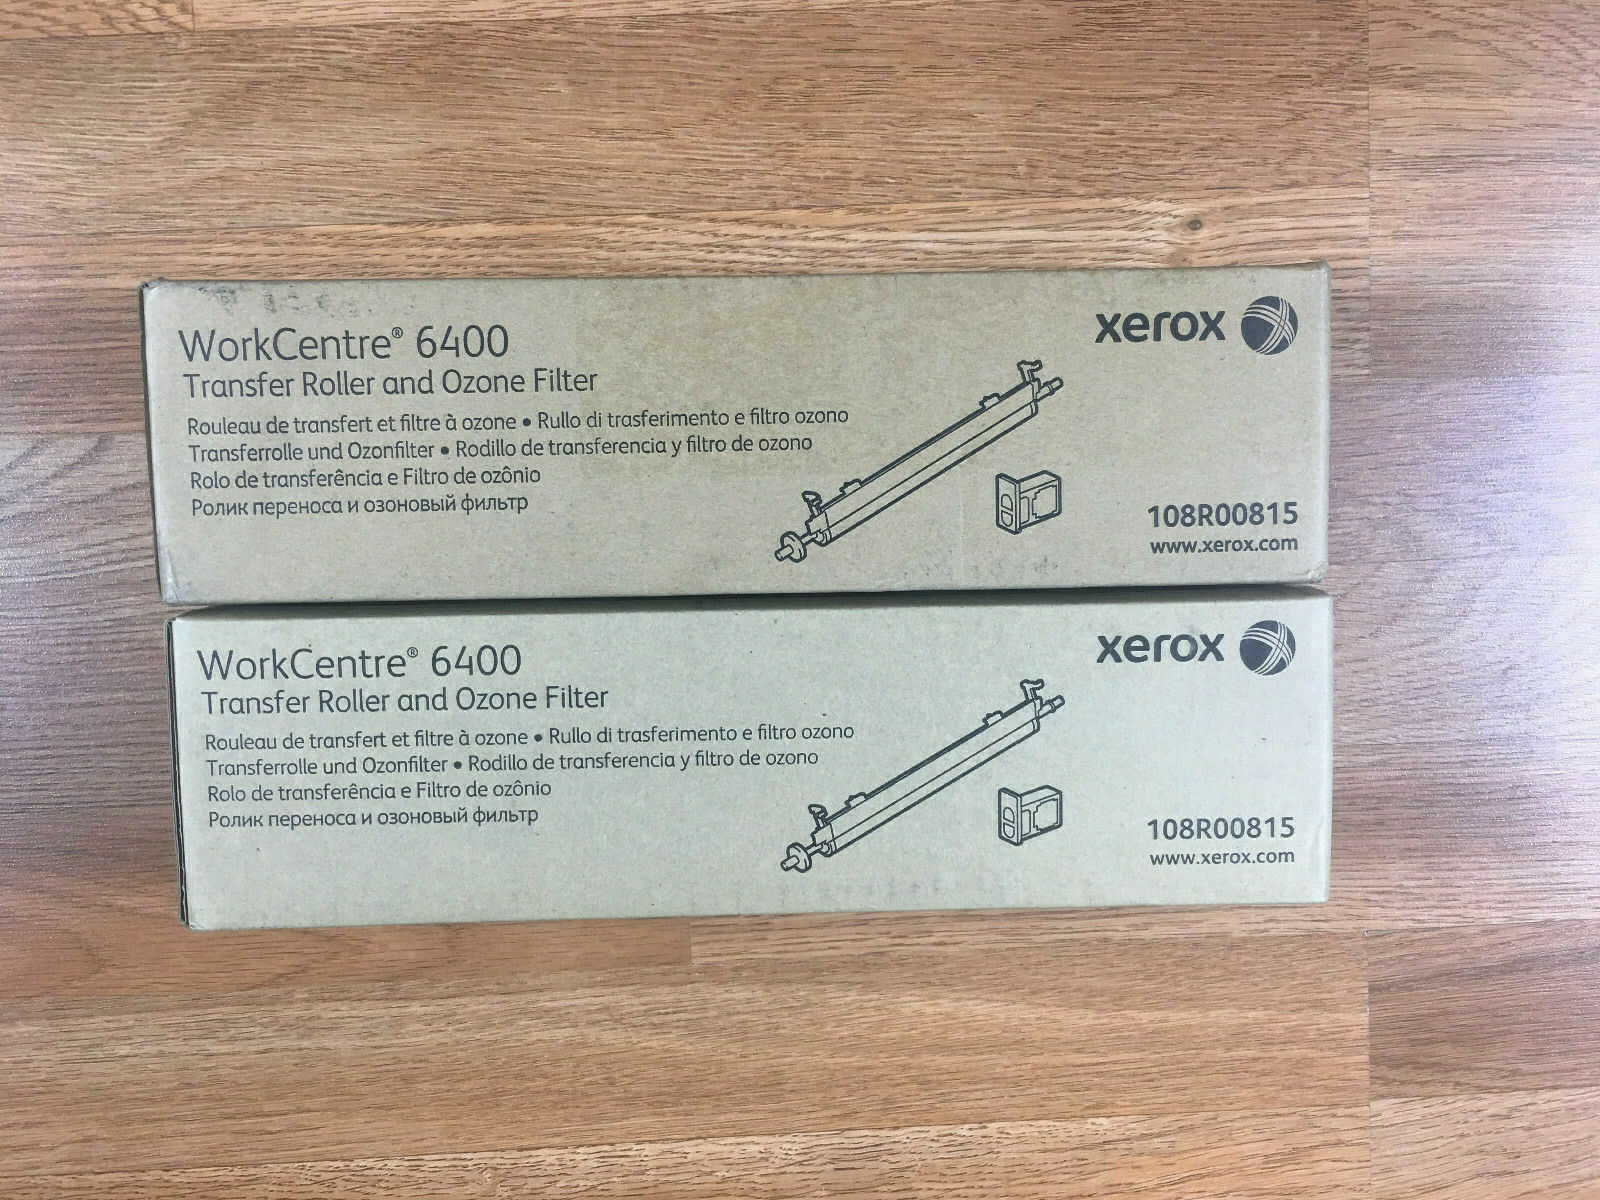 WorkCentre® 6400
Transfer Roller and Ozone Filter
Rouleau de transfert et filtre à ozone • Rullo di trasferimento e filtro ozono
Transferrolle und Ozonfilter • Rodillo de transferencia y filtro de ozono
Rolo de transferência e Filtro de ozônio
Ролик переноса и озоновый фильтр
xerox
108R00815
www.xerox.com
WorkCentre® 6400
Transfer Roller and Ozone Filter
Rouleau de transfert et filtre à ozone • Rullo di trasferimento e filtro ozono
Transferrolle und Ozonfilter • Rodillo de transferencia y filtro de ozono
Rolo de transferência e Filtro de ozônio
Ролик переноса и озоновый фильтр
xerox
108R00815
www.xerox.com